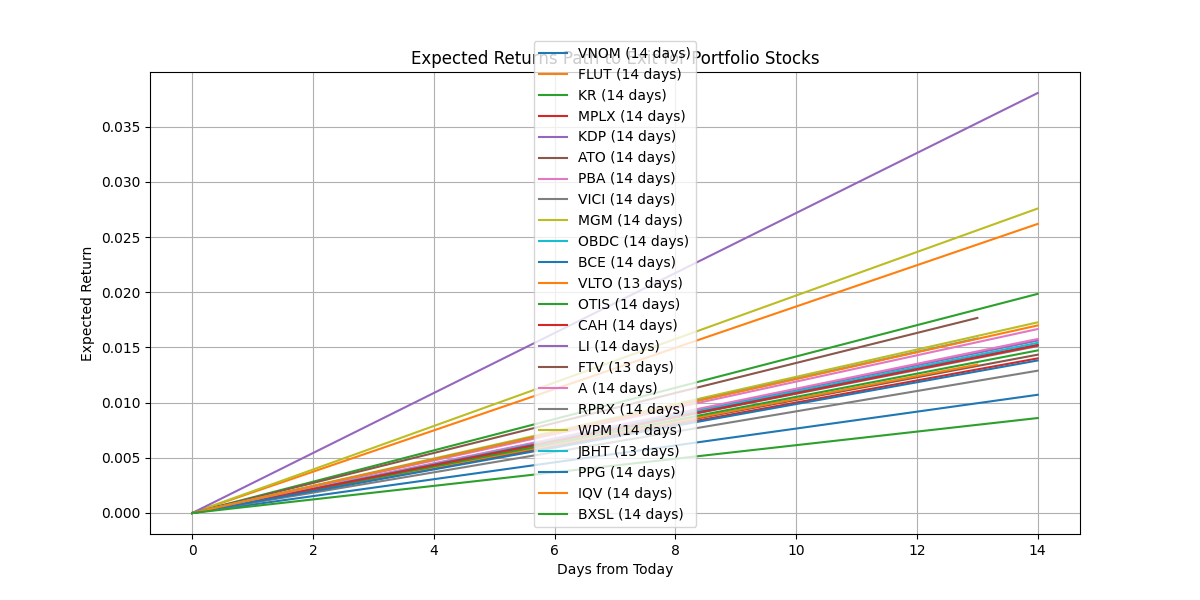 Expected Returns Path to Exit for Portfolio Stocks
VNOM (14 days)
FLUT (14 days)
KR (14 days)
MPLX (14 days)
KDP (14 days)
ATO (14 days)
PBA (14 days)
VICI (14 days)
MGM (14 days)
OBDC (14 days)
BCE (14 days)
VLTO (13 days)
OTIS (14 days)
CAH (14 days)
LI (14 days)
FTV (13 days)
A (14 days)
RPRX (14 days)
WPM (14 days)
JBHT (13 days)
PPG (14 days)
IQV (14 days)
BXSL (14 days)
Expected Return
0.035
0.030
0.025
0.020
0.015
0.010
0.005
0.000
0 2 4 6 8 10 12 14
Days from Today